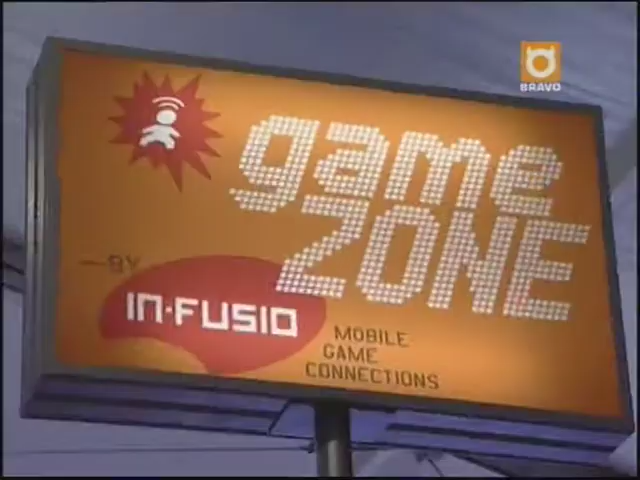 BRAVO
game
ZONE
BY
IN·FUSIO
MOBILE
GAME
CONNECTIONS